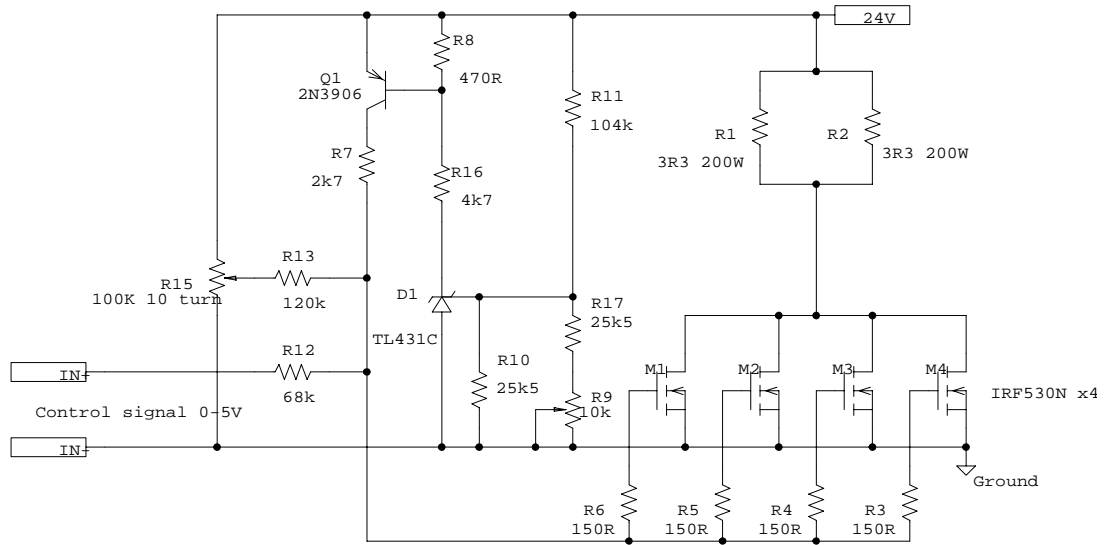 24V
R8
470R
Q1
2N3906
R11
104k
R1
3R3 200W
R2
3R3 200W
R7
2k7
R16
4k7
R15
100K 10 turn
R13
120k
D1
TL431C
R17
25k5
R12
68k
R10
25k5
R9
10k
IN+
Control signal 0-5V
IN-
M1
M2
M3
M4
IRF530N x4
Ground
R6
150R
R5
150R
R4
150R
R3
150R